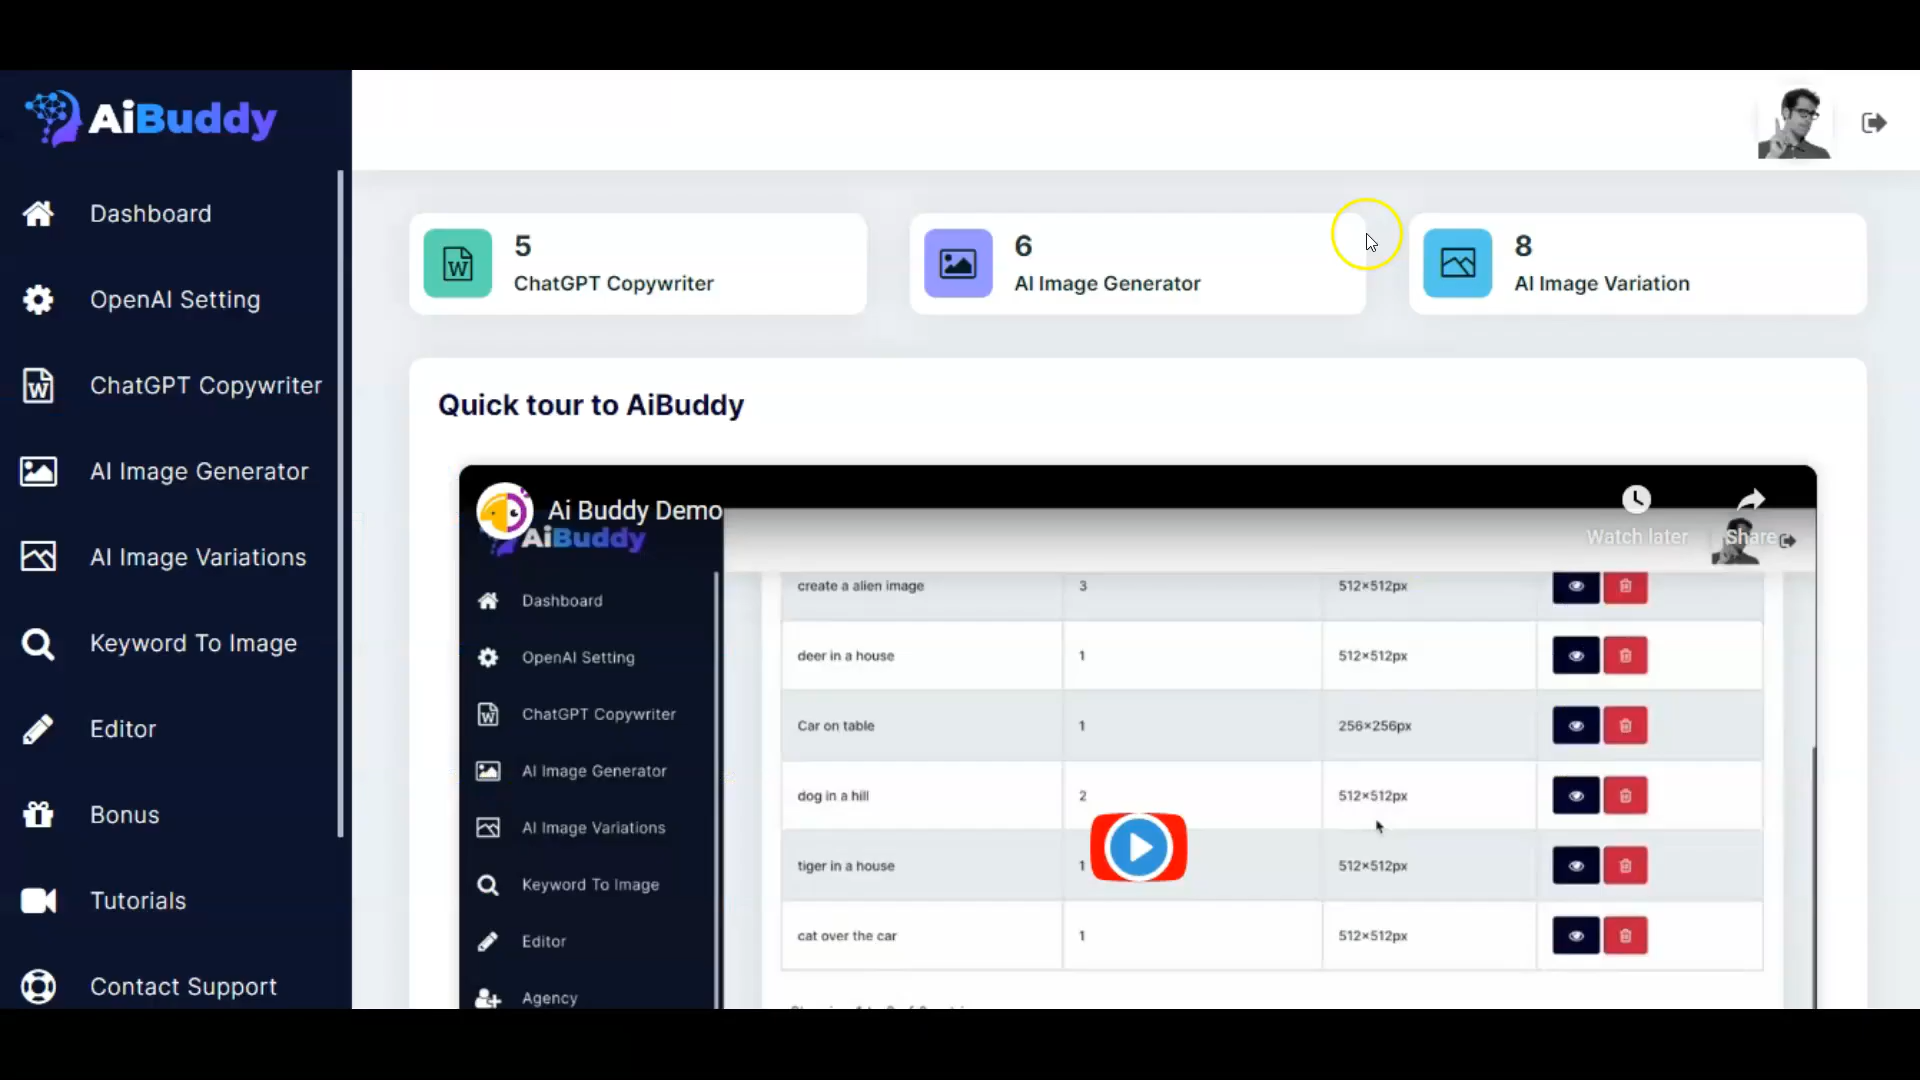 AiBuddy
Dashboard
OpenAI Setting
ChatGPT Copywriter
AI Image Generator
AI Image Variations
Keyword To Image
Editor
Bonus
Tutorials
Contact Support
5
ChatGPT Copywriter
6
AI Image Generator
8
AI Image Variation
Quick tour to AiBuddy
Ai Buddy Demo
Watch later
Share
AiBuddy
Dashboard
OpenAI Setting
ChatGPT Copywriter
AI Image Generator
AI Image Variations
Keyword To Image
Editor
Agency
create a alien image 3 512×512px
deer in a house 1 512×512px
Car on table 1 256×256px
dog in a hill 2 512×512px
tiger in a house 1 512×512px
cat over the car 1 512×512px